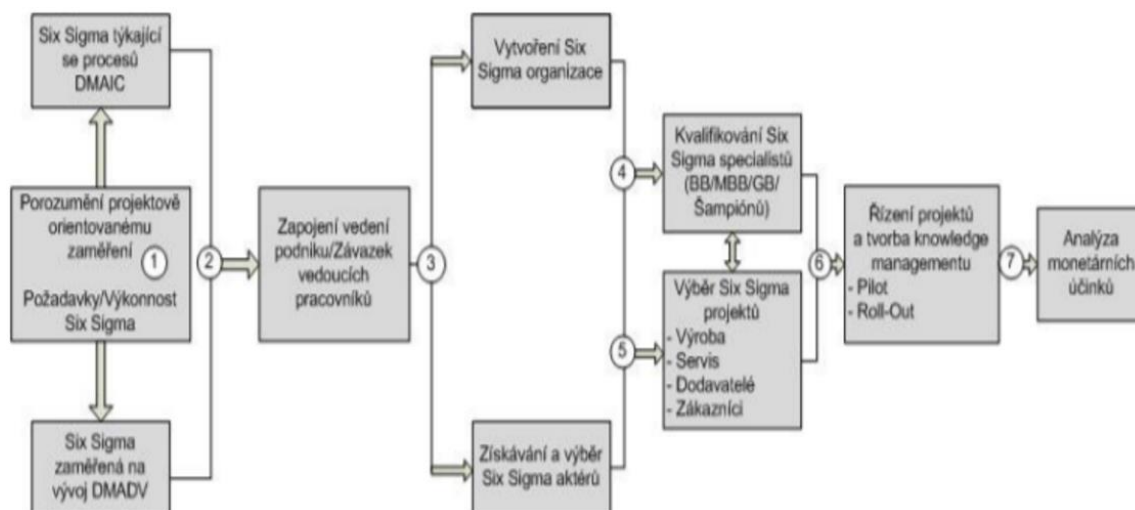 Six Sigma týkající
se procesů
DMAIC
Porozumění projektově
orientovanému
zaměření
1
Požadavky/Výkonnost
Six Sigma
Six Sigma
zaměřená na
vývoj DMADV
2
Zapojení vedení
podniku/Závazek
vedoucích
pracovníků
3
Vytvoření Six
Sigma organizace
Získávání a výběr
Six Sigma aktérů
4
Kvalifikování Six
Sigma specialistů
(BB/MBB/GB/
Šampiónů)
5
Výběr Six Sigma
projektů
- Výroba
- Servis
- Dodavatelé
- Zákazníci
6
Řízení projektů
a tvorba knowledge
managementu
- Pilot
- Roll-Out
7
Analýza
monetárních
účinků